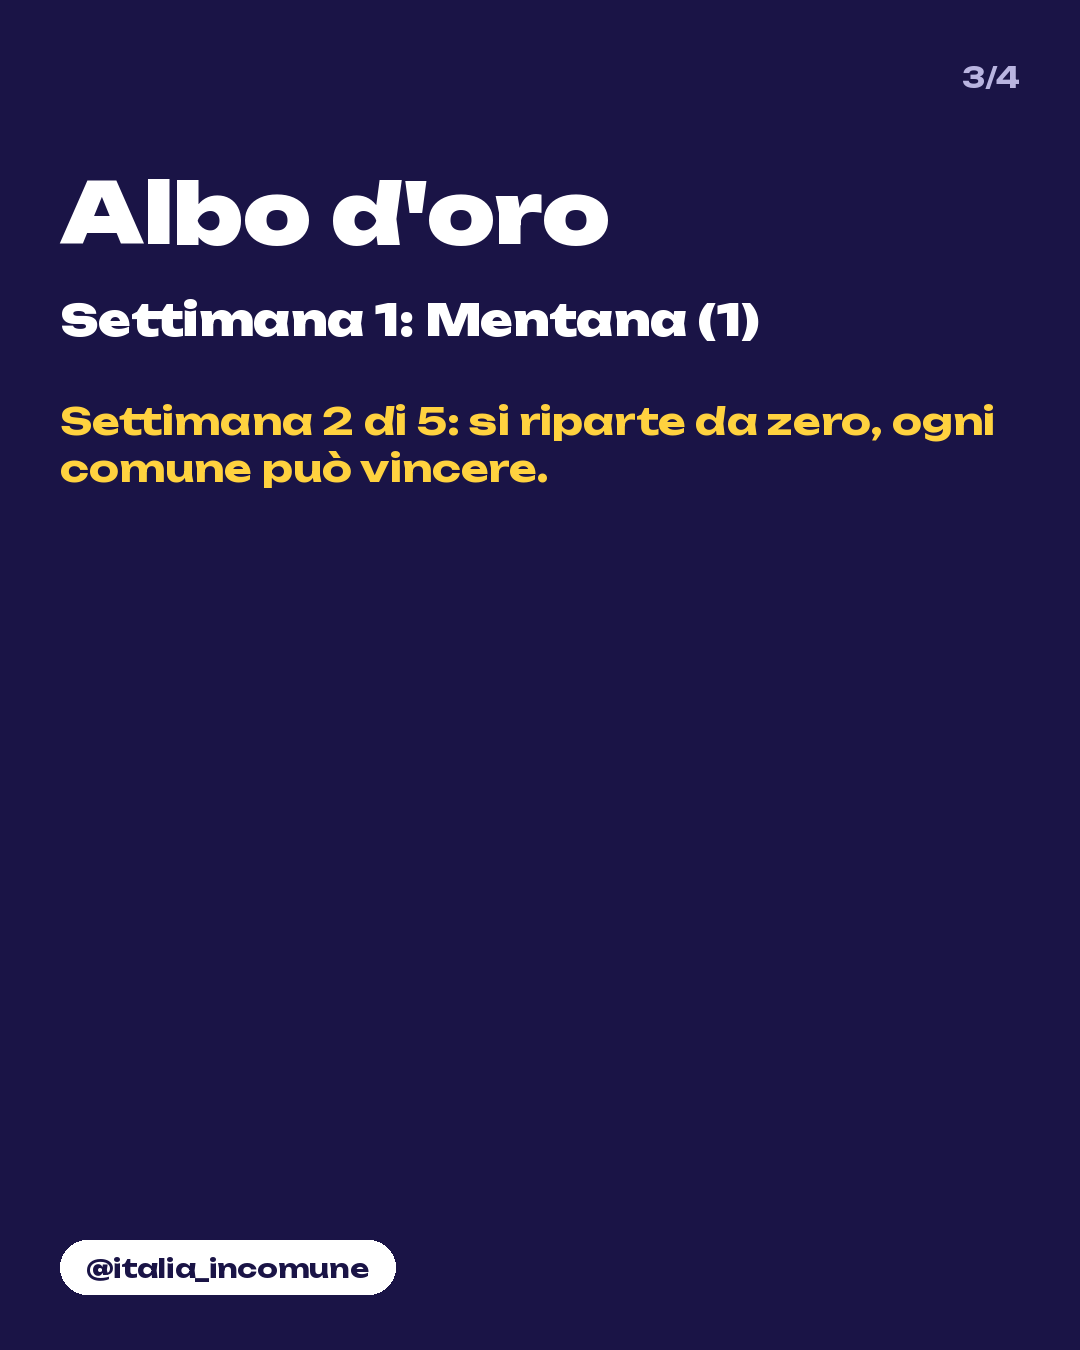 3/4
Albo d'oro
Settimana 1: Mentana (1)
Settimana 2 di 5: si riparte da zero, ogni
comune può vincere.
@italia_incomune